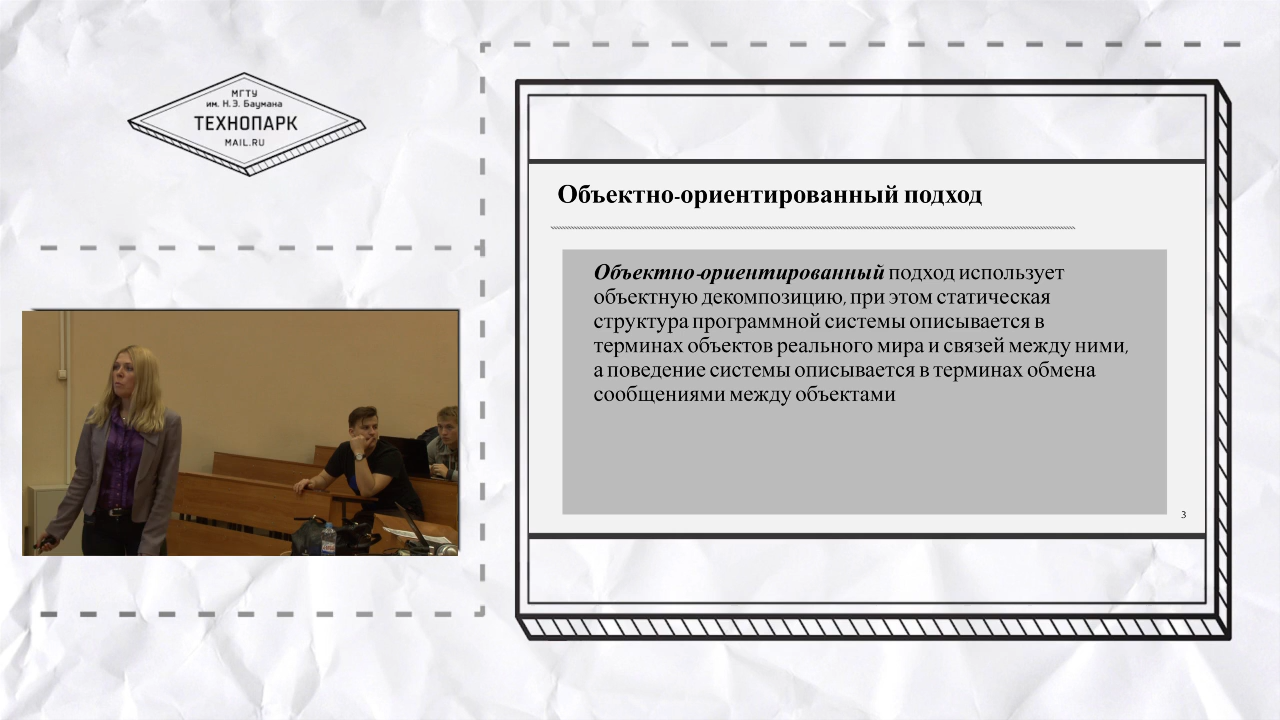 МГТУ
им. Н.Э. Баумана
ТЕХНОПАРК
MAIL.RU
Объектно-ориентированный подход
Объектно-ориентированный подход использует
объектную декомпозицию, при этом статическая
структура программной системы описывается в
терминах объектов реального мира и связей между ними,
а поведение системы описывается в терминах обмена
сообщениями между объектами
3